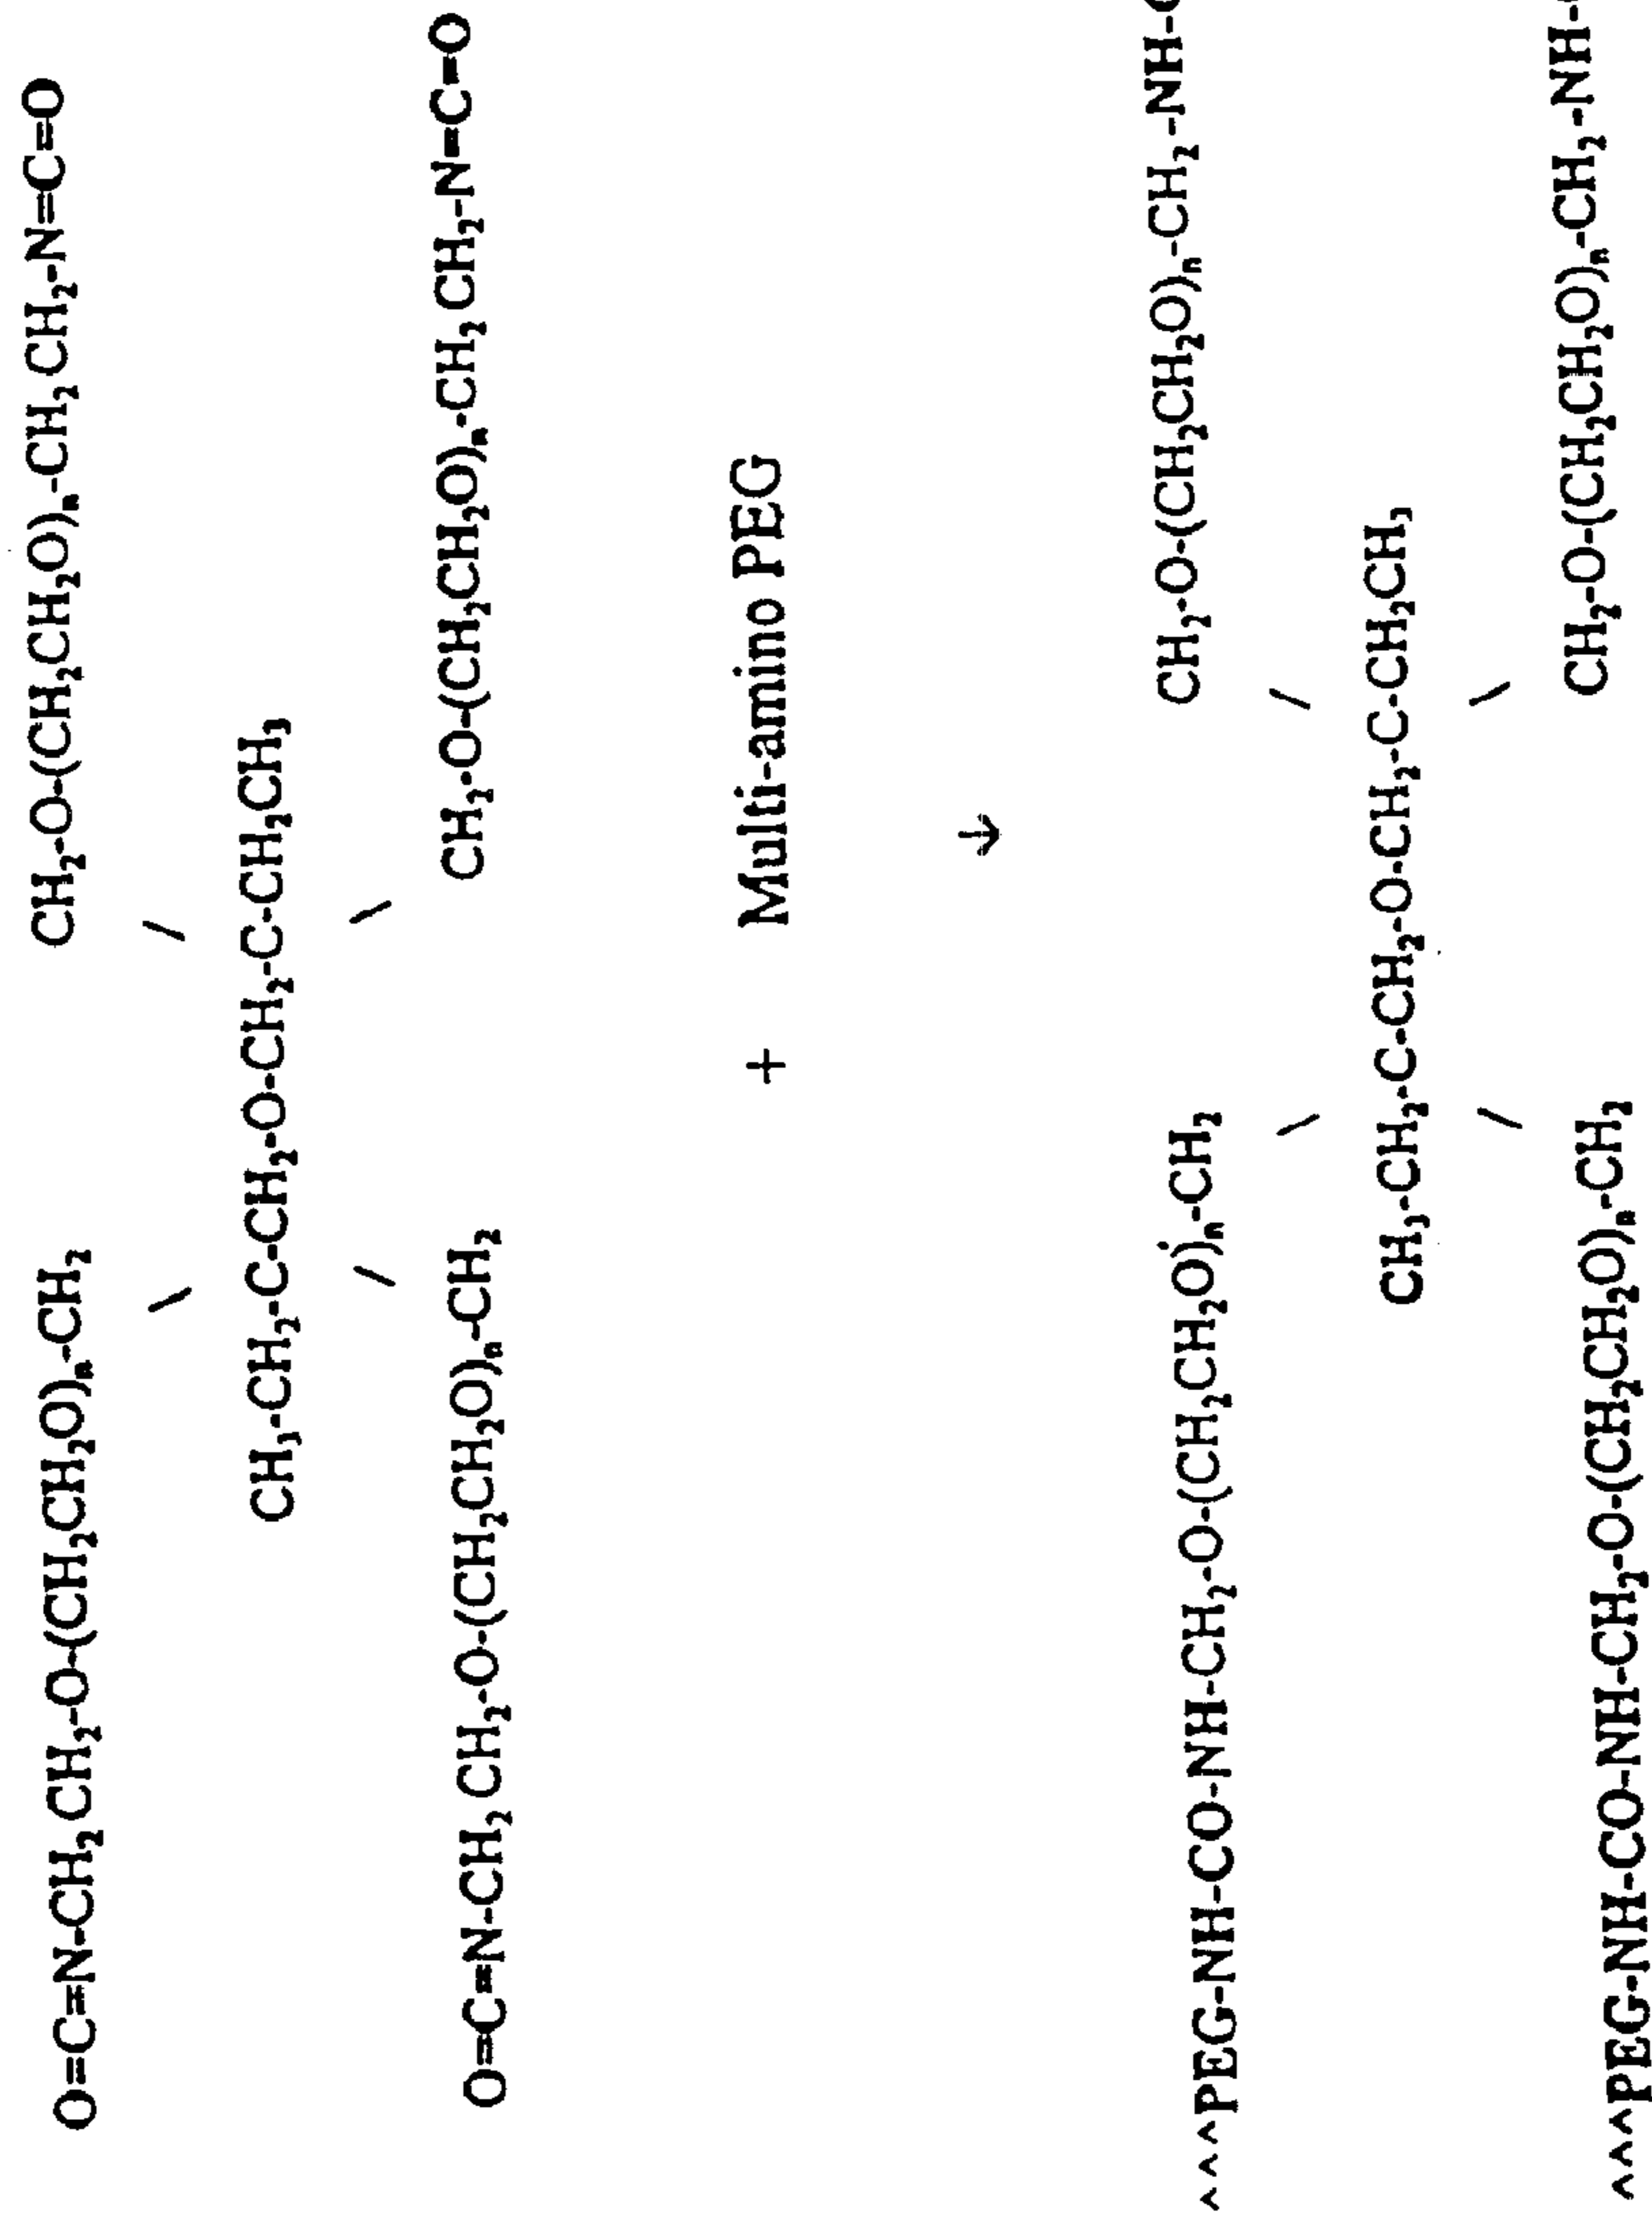 O=C=N-CH₂CH₂-O-(CH₂CH₂O)ₙ-CH₂ CH₂-O-(CH₂CH₂O)ₙ-CH₂CH₂-N=C=O
\ /
CH₃-CH₂-C-CH₂-O-CH₂-C-CH₂CH₃
/ \
O=C=N-CH₂CH₂-O-(CH₂CH₂O)ₙ-CH₂ CH₂-O-(CH₂CH₂O)ₙ-CH₂CH₂-N=C=O
+ Multi-amino PEG
↓
^^^PEG-NH-CO-NH-CH₂-O-(CH₂CH₂O)ₙ-CH₂ CH₂-O-(CH₂CH₂O)ₙ-CH₂-NH-
\ /
CH₃-CH₂-C-CH₂-O-CH₂-C-CH₂CH₃
/ \
^^^PEG-NH-CO-NH-CH₂-O-(CH₂CH₂O)ₙ-CH₂ CH₂-O-(CH₂CH₂O)ₙ-CH₂-NH-